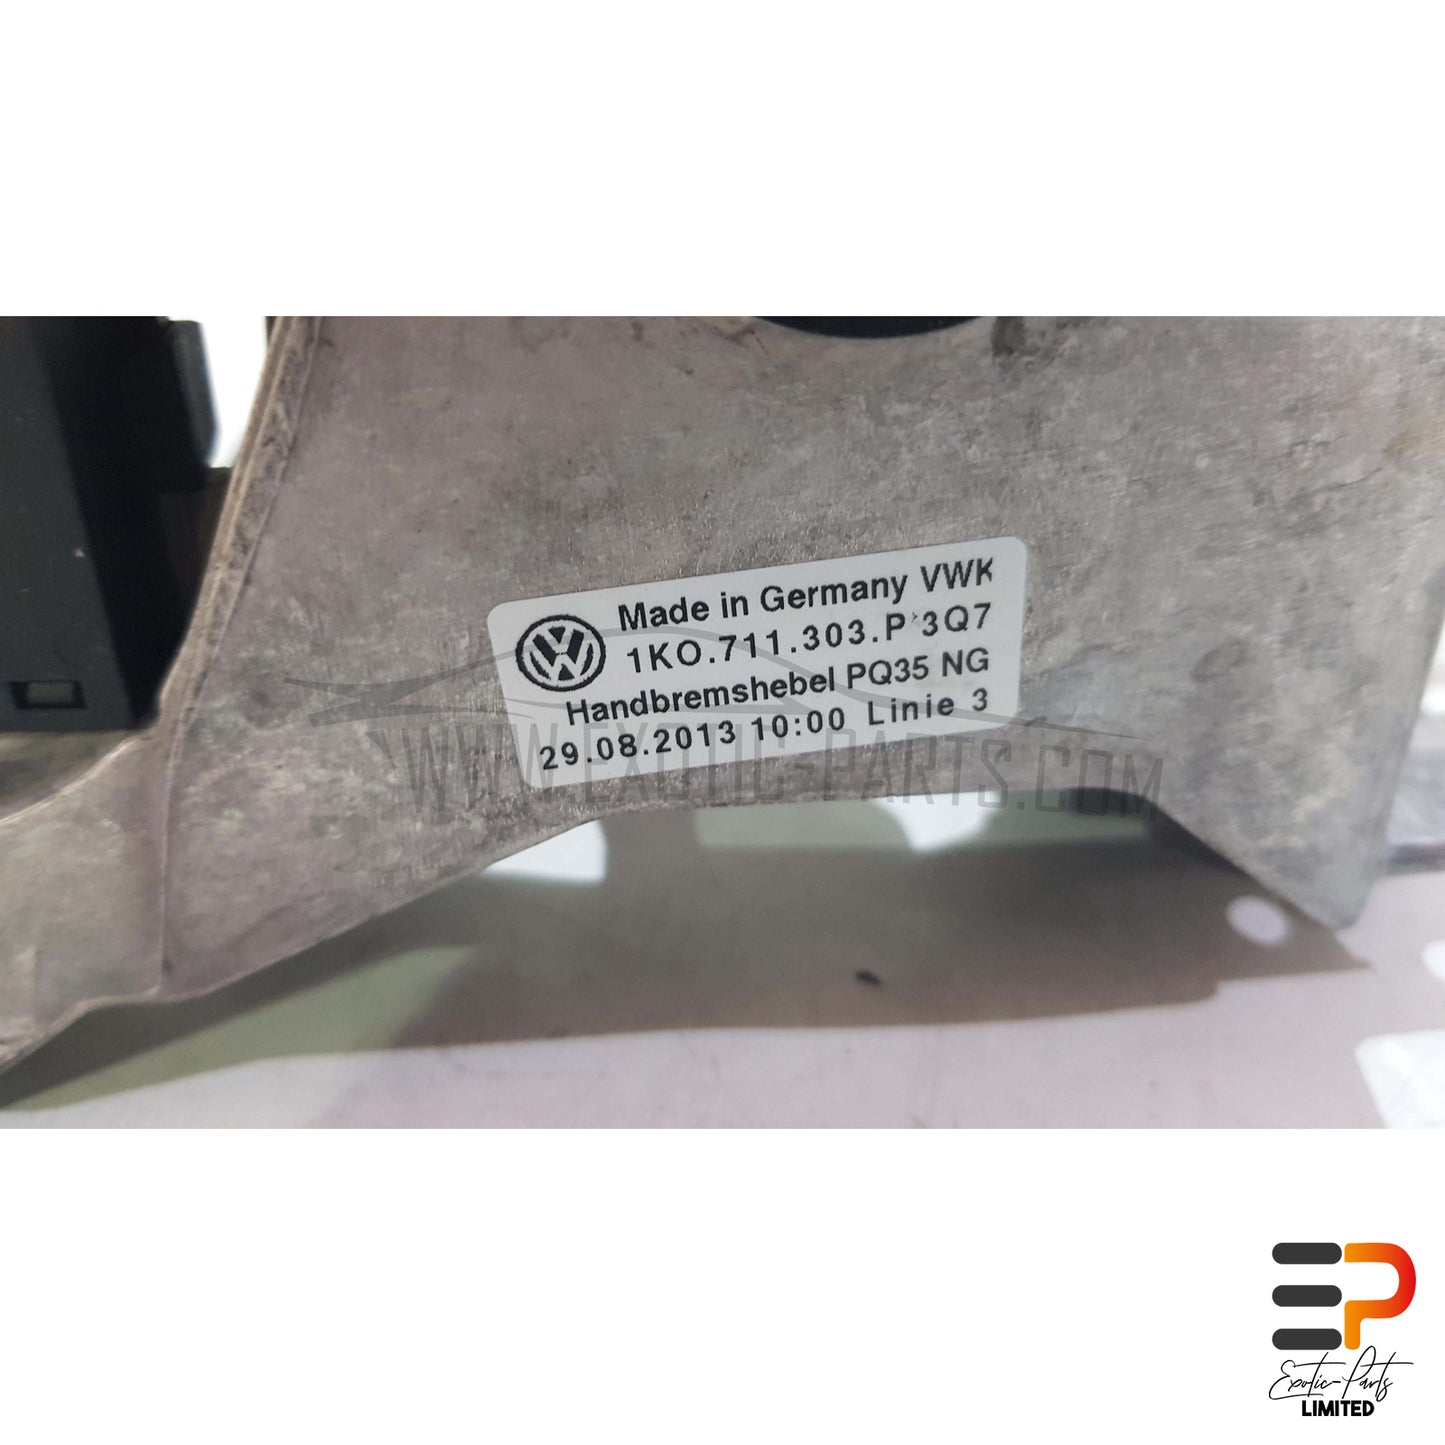 Made in Germany VWK
1KO.711.303.P 3Q7
Handbremshebel PQ35 NG
29.08.2013 10:00 Linie 3
WWW.EXOTIC-PARTS.COM
EP
Exotic-Parts
LIMITED